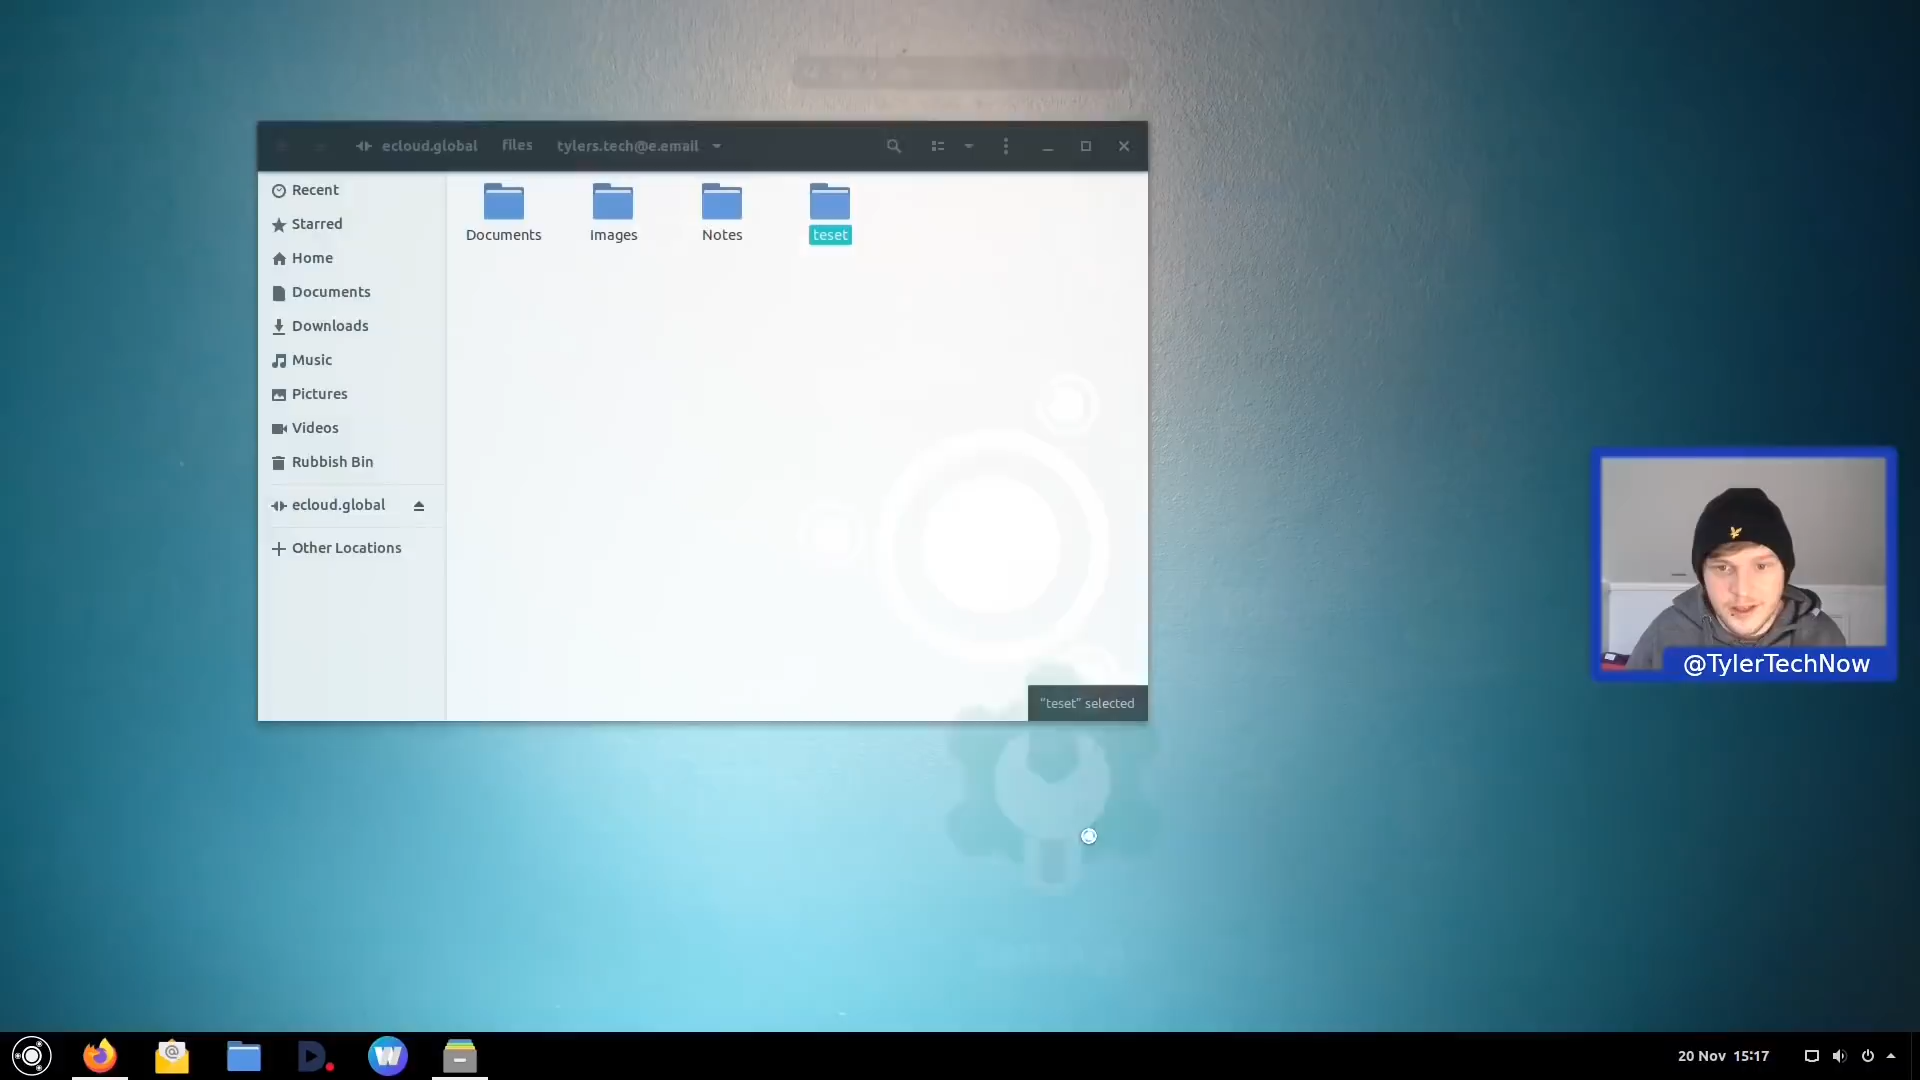 ecloud.global files tylers.tech@e.email
Recent
Starred
Home
Documents
Downloads
Music
Pictures
Videos
Rubbish Bin
ecloud.global
Other Locations
Documents Images Notes teset
"teset" selected
@TylerTechNow
20 Nov 15:17